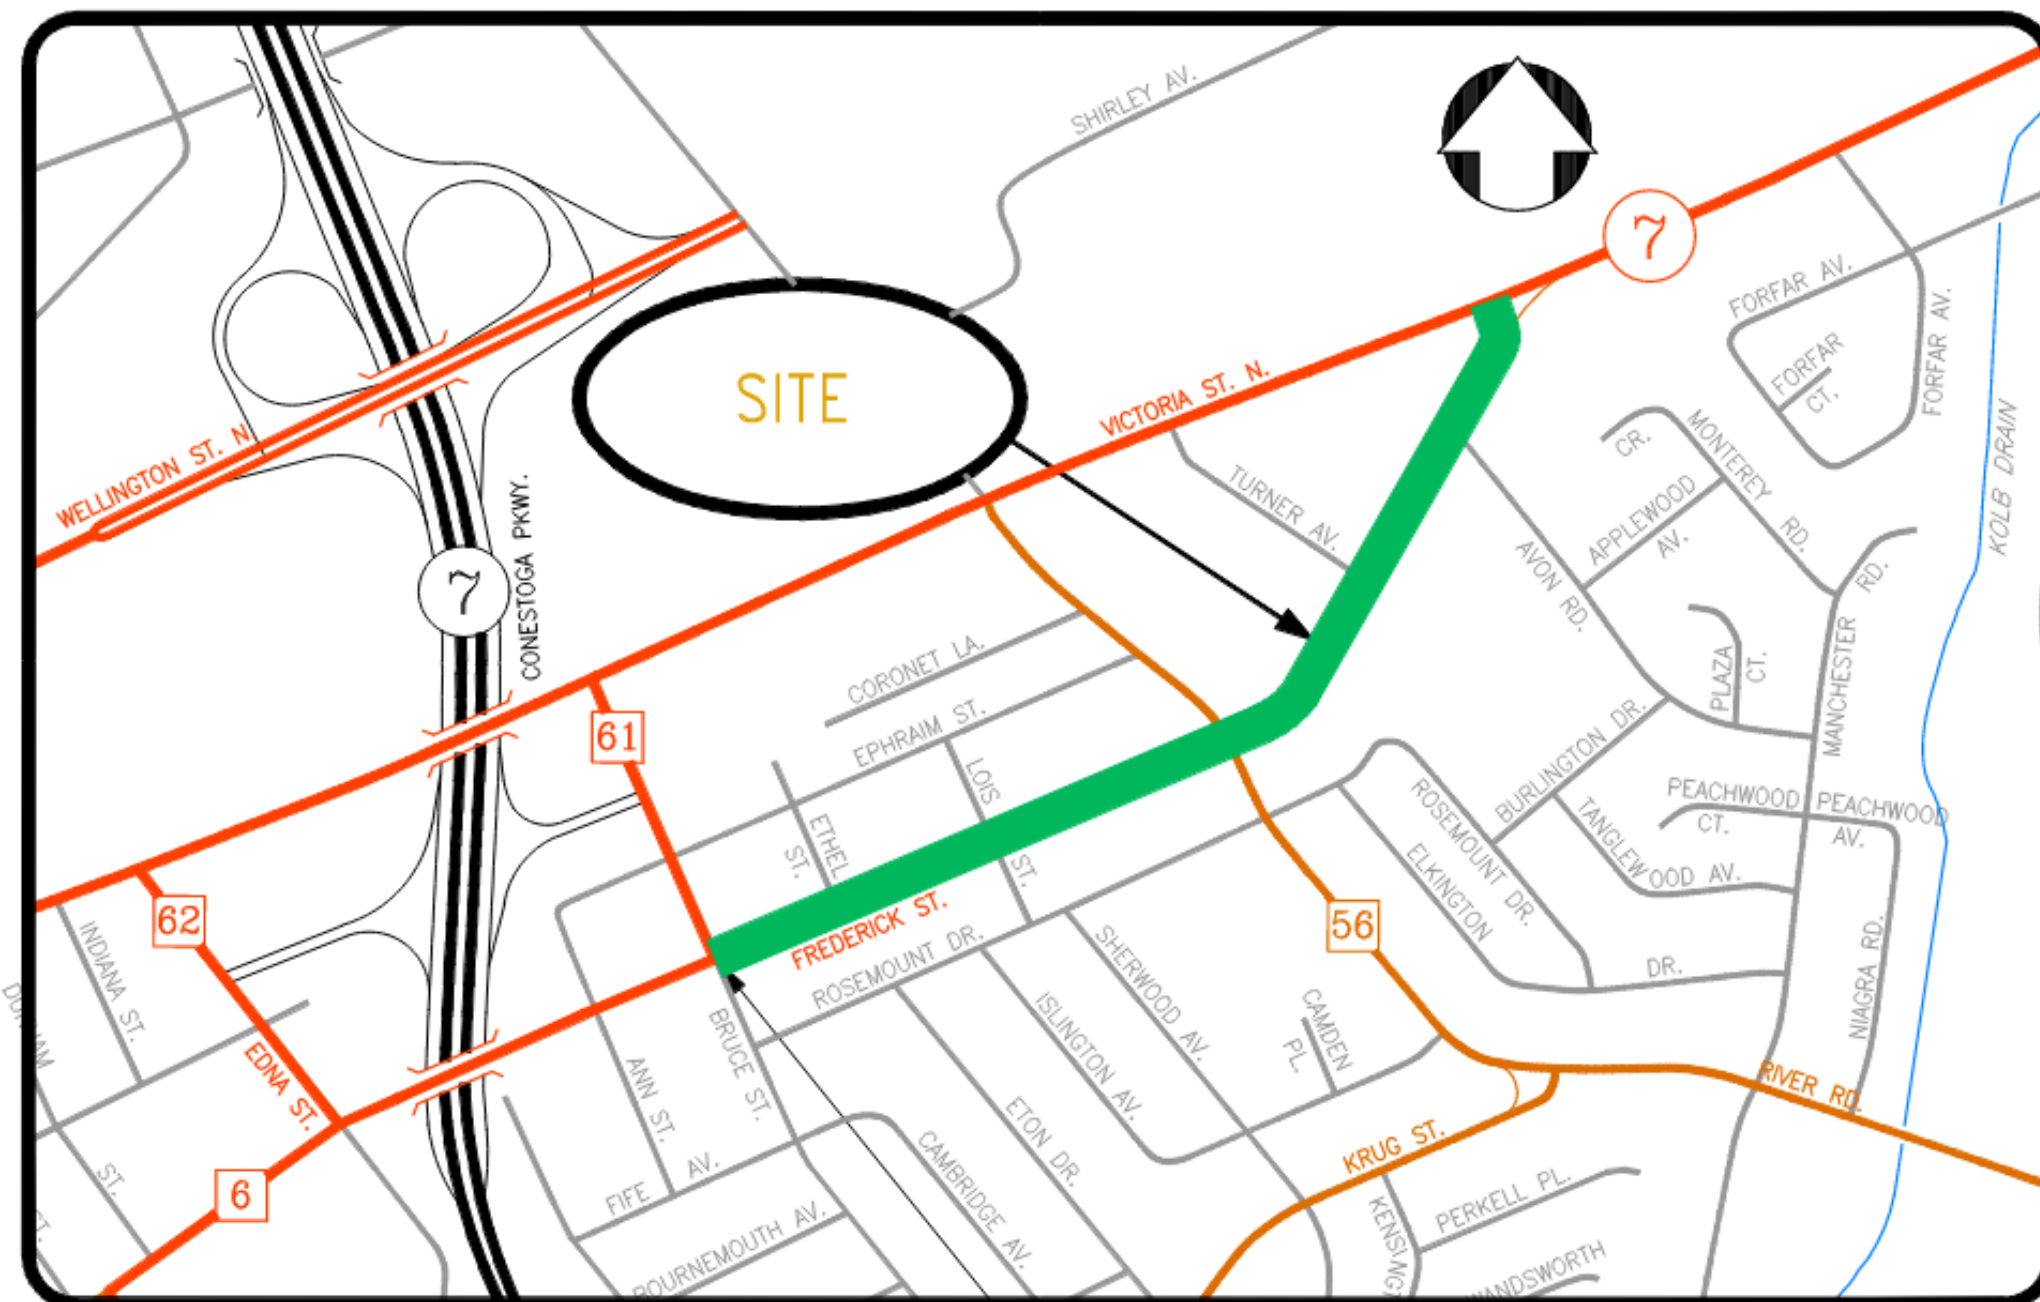 SHIRLEY AV.
7
FORFAR AV.
FORFAR AV.
FORFAR
CT.
SITE
VICTORIA ST. N.
WELLINGTON ST. N.
CR.
MONTEREY
RD.
KOLB DRAIN
TURNER AV.
APPLEWOOD
AV.
7
CONESTOGA PKWY.
AVON RD.
RD.
MANCHESTER
PLAZA
CT.
CORONET LA.
EPHRAIM ST.
61
LOIS
ST.
BURLINGTON DR.
PEACHWOOD
CT.
PEACHWOOD
AV.
ETHEL
ST.
ROSEMOUNT DR.
TANGLEWOOD AV.
ELKINGTON
DR.
62
FREDERICK ST.
56
INDIANA ST.
ROSEMOUNT DR.
SHERWOOD AV.
NIAGRA RD.
ISLINGTON AV.
CAMDEN
PL.
BRUCE ST.
EDNA ST.
ANN ST.
ETON DR.
RIVER RD.
KRUG ST.
CAMBRIDGE AV.
FIFE AV.
ST.
6
PERKELL PL.
BOURNEMOUTH AV.